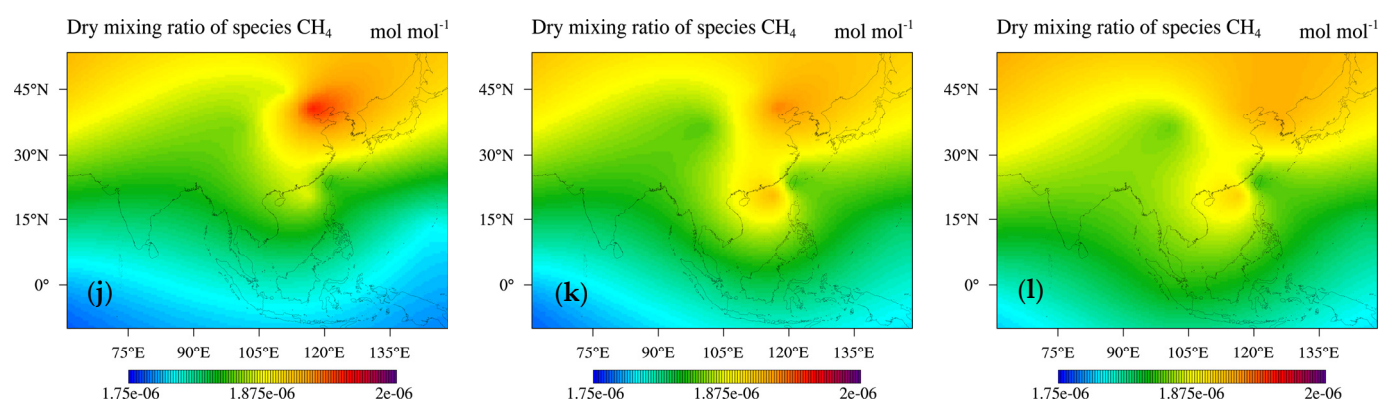 Dry mixing ratio of species CH₄ mol mol⁻¹
45°N
30°N
15°N
0°
(j)
75°E 90°E 105°E 120°E 135°E
1.75e-06 1.875e-06 2e-06
Dry mixing ratio of species CH₄ mol mol⁻¹
45°N
30°N
15°N
0°
(k)
75°E 90°E 105°E 120°E 135°E
1.75e-06 1.875e-06 2e-06
Dry mixing ratio of species CH₄ mol mol⁻¹
45°N
30°N
15°N
0°
(l)
75°E 90°E 105°E 120°E 135°E
1.75e-06 1.875e-06 2e-06